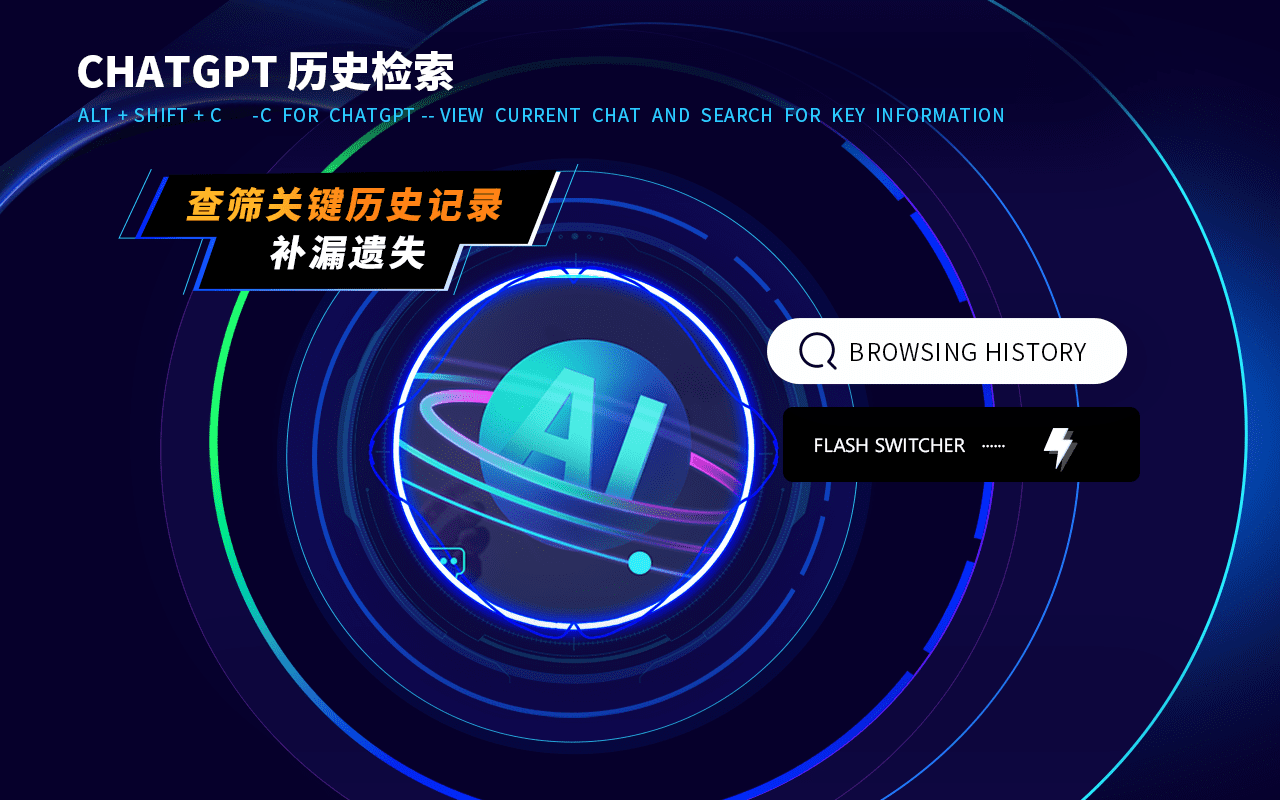 CHATGPT 历史检索
ALT + SHIFT + C -C FOR CHATGPT -- VIEW CURRENT CHAT AND SEARCH FOR KEY INFORMATION
查筛关键历史记录
补漏遗失
BROWSING HISTORY
AI
FLASH SWITCHER ······